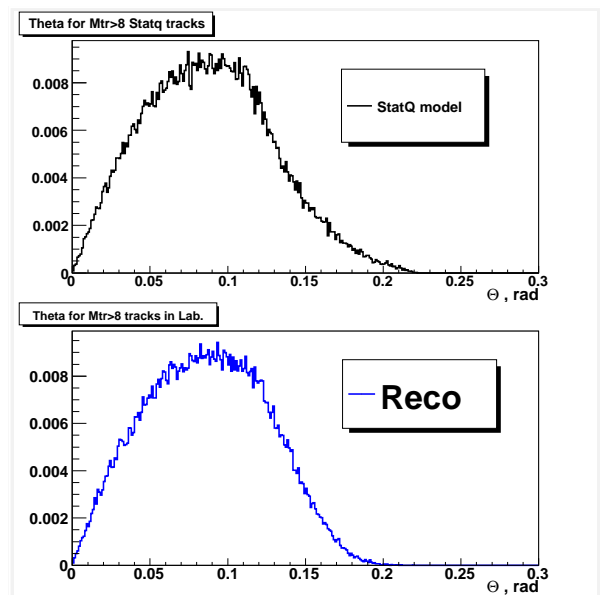 Theta for Mtr>8 Statq tracks
0.008
0.006
0.004
0.002
0
StatQ model
0 0.05 0.1 0.15 0.2 0.25 0.3
Θ , rad
Theta for Mtr>8 tracks in Lab.
0.008
0.006
0.004
0.002
0
Reco
0 0.05 0.1 0.15 0.2 0.25 0.3
Θ , rad